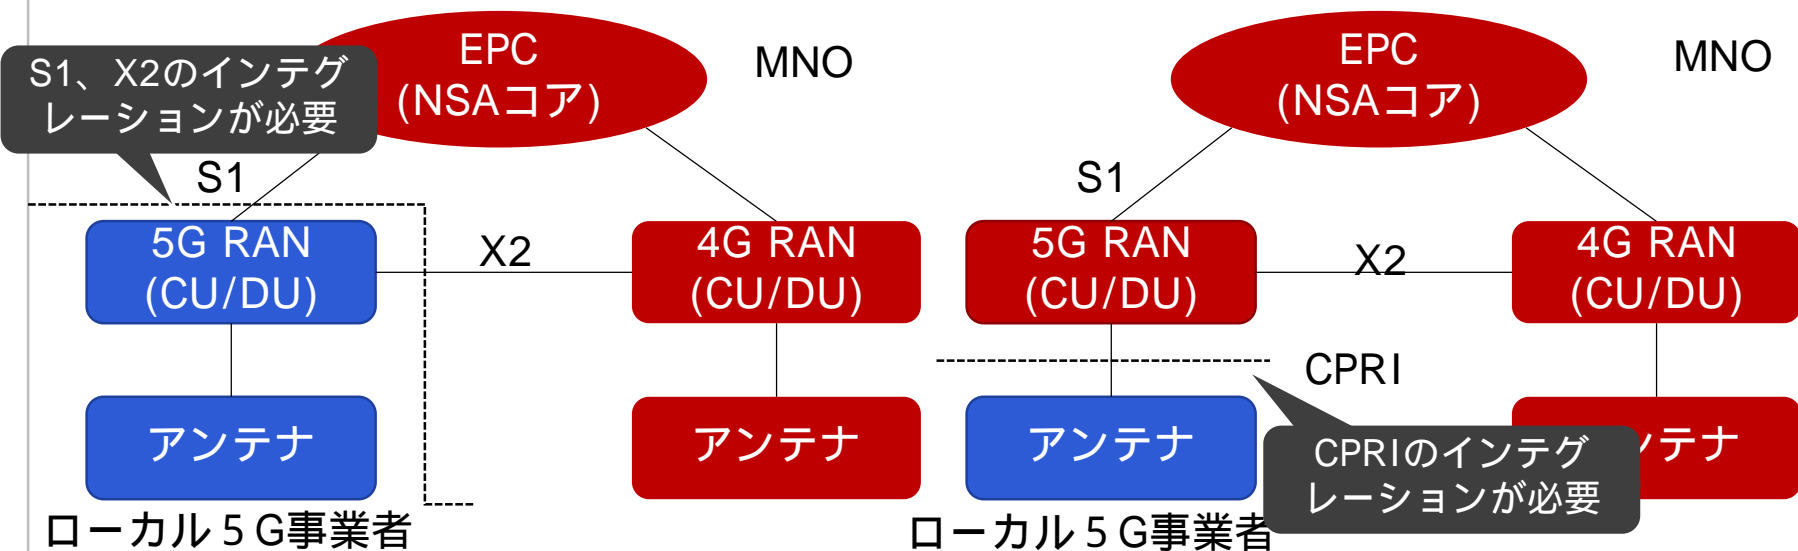 S1、X2のインテグ
レーションが必要
EPC
(NSAコア)
MNO
S1
5G RAN
(CU/DU)
X2
4G RAN
(CU/DU)
アンテナ
アンテナ
ローカル５G事業者
EPC
(NSAコア)
MNO
S1
5G RAN
(CU/DU)
X2
4G RAN
(CU/DU)
CPRI
アンテナ
CPRIのインテグ
レーションが必要
ンテナ
ローカル５G事業者